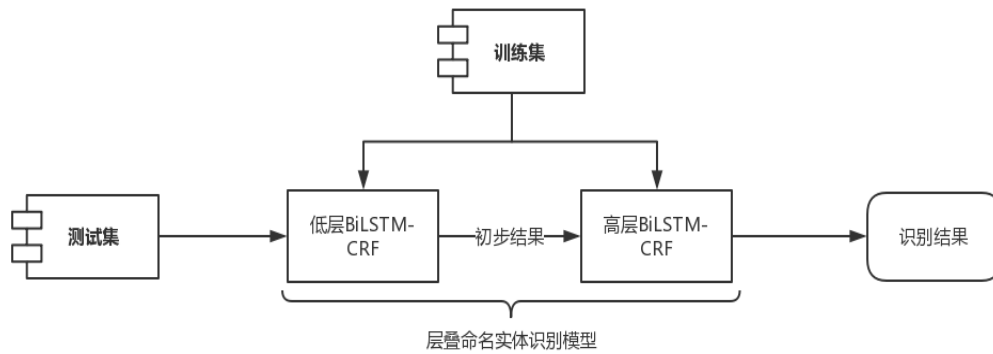 训练集
测试集
低层BiLSTM-
CRF
初步结果
高层BiLSTM-
CRF
识别结果
层叠命名实体识别模型